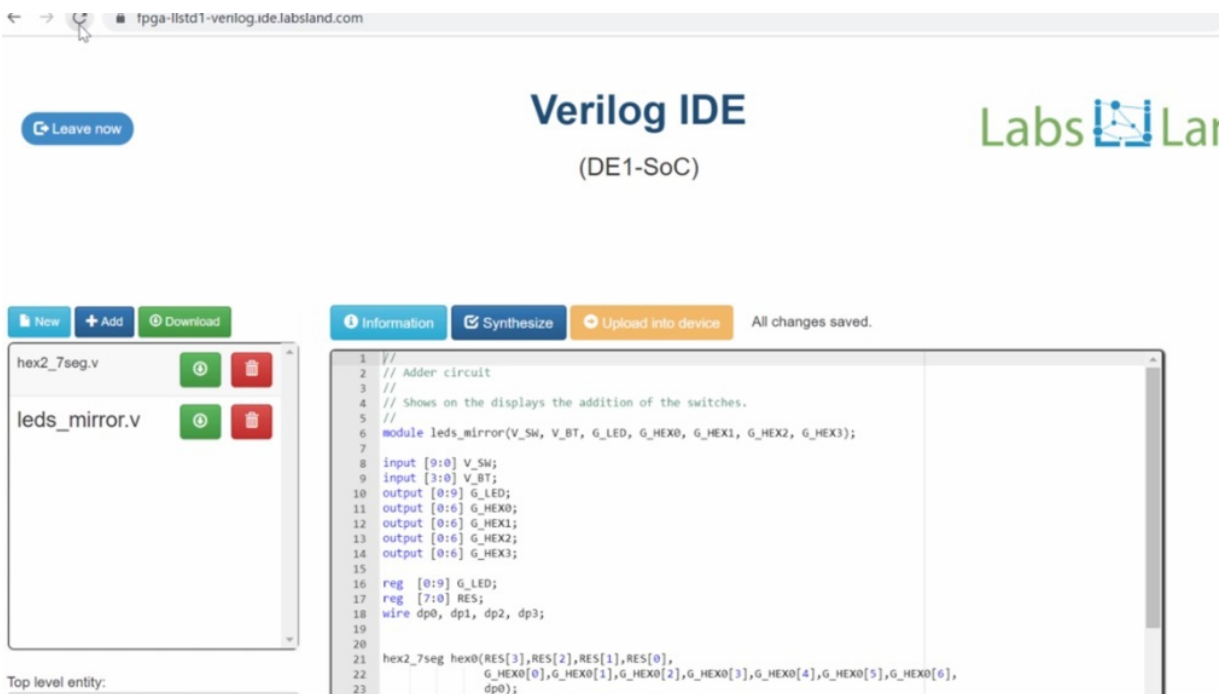 fpga-llstd1-verilog.ide.labsland.com
Leave now
Verilog IDE
(DE1-SoC)
Labs Lan
New
Add
Download
hex2_7seg.v
leds_mirror.v
Top level entity:
Information
Synthesize
Upload into device
All changes saved.
1 //
2 // Adder circuit
3 //
4 // Shows on the displays the addition of the switches.
5 //
6 module leds_mirror(V_SW, V_BT, G_LED, G_HEX0, G_HEX1, G_HEX2, G_HEX3);
7
8 input [9:0] V_SW;
9 input [3:0] V_BT;
10 output [0:9] G_LED;
11 output [0:6] G_HEX0;
12 output [0:6] G_HEX1;
13 output [0:6] G_HEX2;
14 output [0:6] G_HEX3;
15
16 reg [0:9] G_LED;
17 reg [7:0] RES;
18 wire dp0, dp1, dp2, dp3;
19
20
21 hex2_7seg hex0(RES[3],RES[2],RES[1],RES[0],
22 G_HEX0[0],G_HEX0[1],G_HEX0[2],G_HEX0[3],G_HEX0[4],G_HEX0[5],G_HEX0[6],
23 dp0);